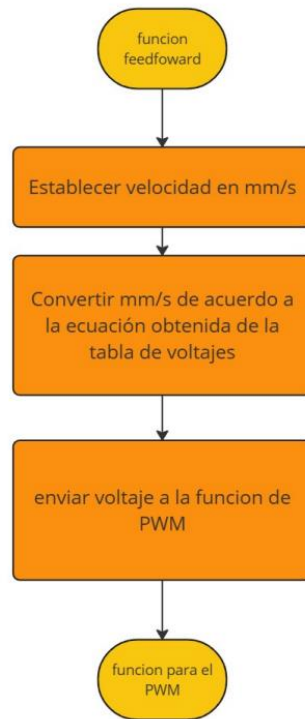 funcion
feedfoward
Establecer velocidad en mm/s
Convertir mm/s de acuerdo a
la ecuación obtenida de la
tabla de voltajes
enviar voltaje a la funcion de
PWM
funcion para el
PWM